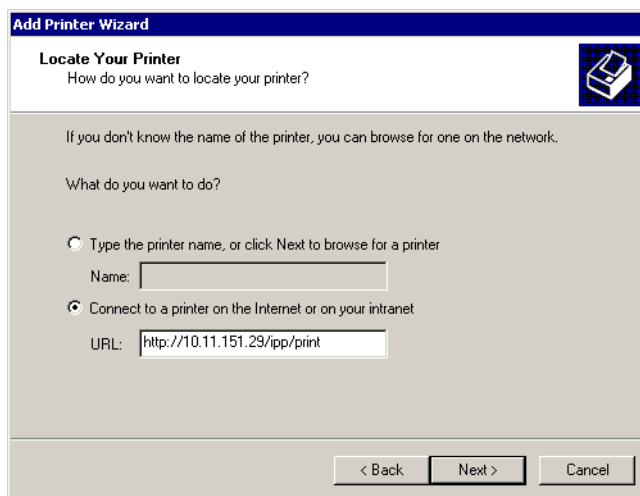 Add Printer Wizard
Locate Your Printer
How do you want to locate your printer?
If you don't know the name of the printer, you can browse for one on the network.
What do you want to do?
Type the printer name, or click Next to browse for a printer
Name:
Connect to a printer on the Internet or on your intranet
URL: http://10.11.151.29/ipp/print
< Back Next > Cancel